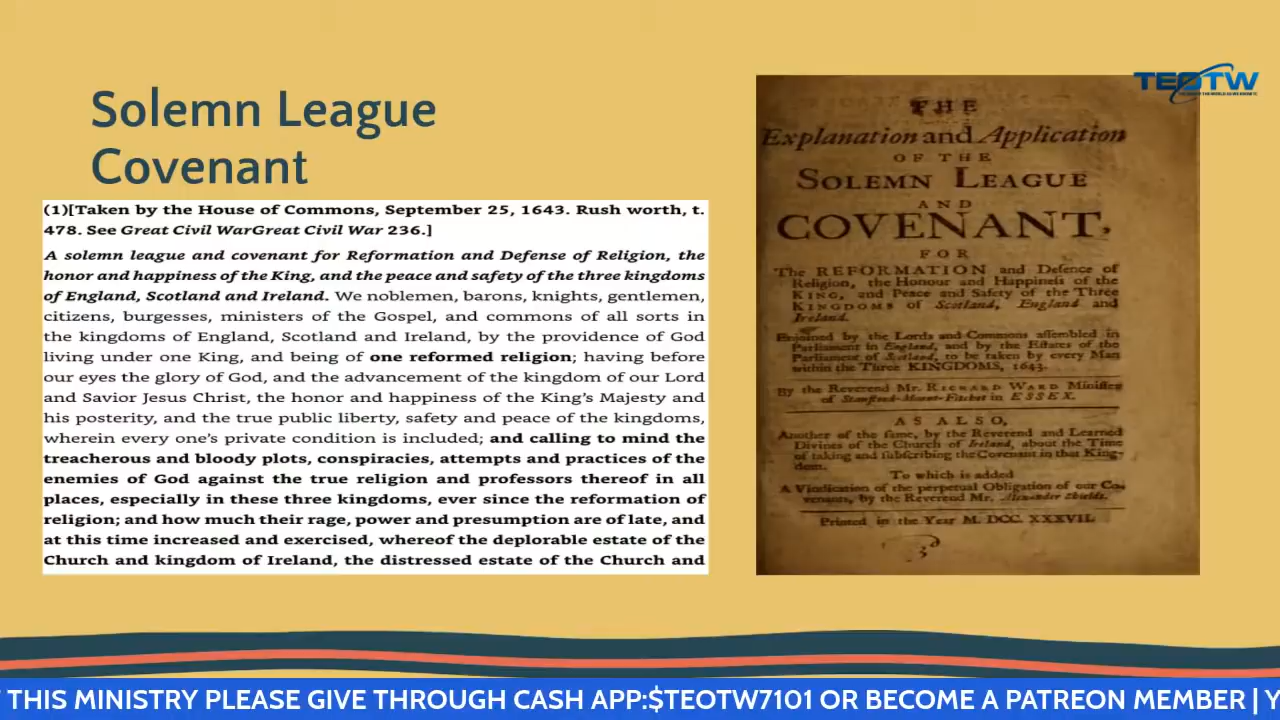 Solemn League
Covenant
(1)[Taken by the House of Commons, September 25, 1643. Rush worth, t.
478. See Great Civil WarGreat Civil War 236.]
A solemn league and covenant for Reformation and Defense of Religion, the
honor and happiness of the King, and the peace and safety of the three kingdoms
of England, Scotland and Ireland. We noblemen, barons, knights, gentlemen,
citizens, burgesses, ministers of the Gospel, and commons of all sorts in
the kingdoms of England, Scotland and Ireland, by the providence of God
living under one King, and being of one reformed religion; having before
our eyes the glory of God, and the advancement of the kingdom of our Lord
and Savior Jesus Christ, the honor and happiness of the King's Majesty and
his posterity, and the true public liberty, safety and peace of the kingdoms,
wherein every one's private condition is included; and calling to mind the
treacherous and bloody plots, conspiracies, attempts and practices of the
enemies of God against the true religion and professors thereof in all
places, especially in these three kingdoms, ever since the reformation of
religion; and how much their rage, power and presumption are of late, and
at this time increased and exercised, whereof the deplorable estate of the
Church and kingdom of Ireland, the distressed estate of the Church and
TEOTW
THE
Explanation and Application
OF THE
SOLEMN LEAGUE
AND
COVENANT,
FOR
The REFORMATION and Defence of
Religion, the Honour and Happiness of the
KING, and Peace and Safety of the Three
KINGDOMS of Scotland, England and
Ireland.
Enjoined by the Lords and Commons assembled in
Parliament in England, and by the Estates of the
Parliament of Scotland, to be taken by every Man
within the Three KINGDOMS, 1643.
By the Reverend Mr. RICHARD WARD Minister
of Stamford-Mount-Fitchet in ESSEX.
AS ALSO,
Another of the same, by the Reverend and Learned
Divines of the Church of Ireland, about the Time
of taking and subscribing the Covenant in that King-
dom.
To which is added
A Vindication of the perpetual Obligation of our Co-
venants, by the Reverend Mr. Alexander Shields.
Printed in the Year M. DCC. XXXVII.
THIS MINISTRY PLEASE GIVE THROUGH CASH APP:$TEOTW7101 OR BECOME A PATREON MEMBER | Y